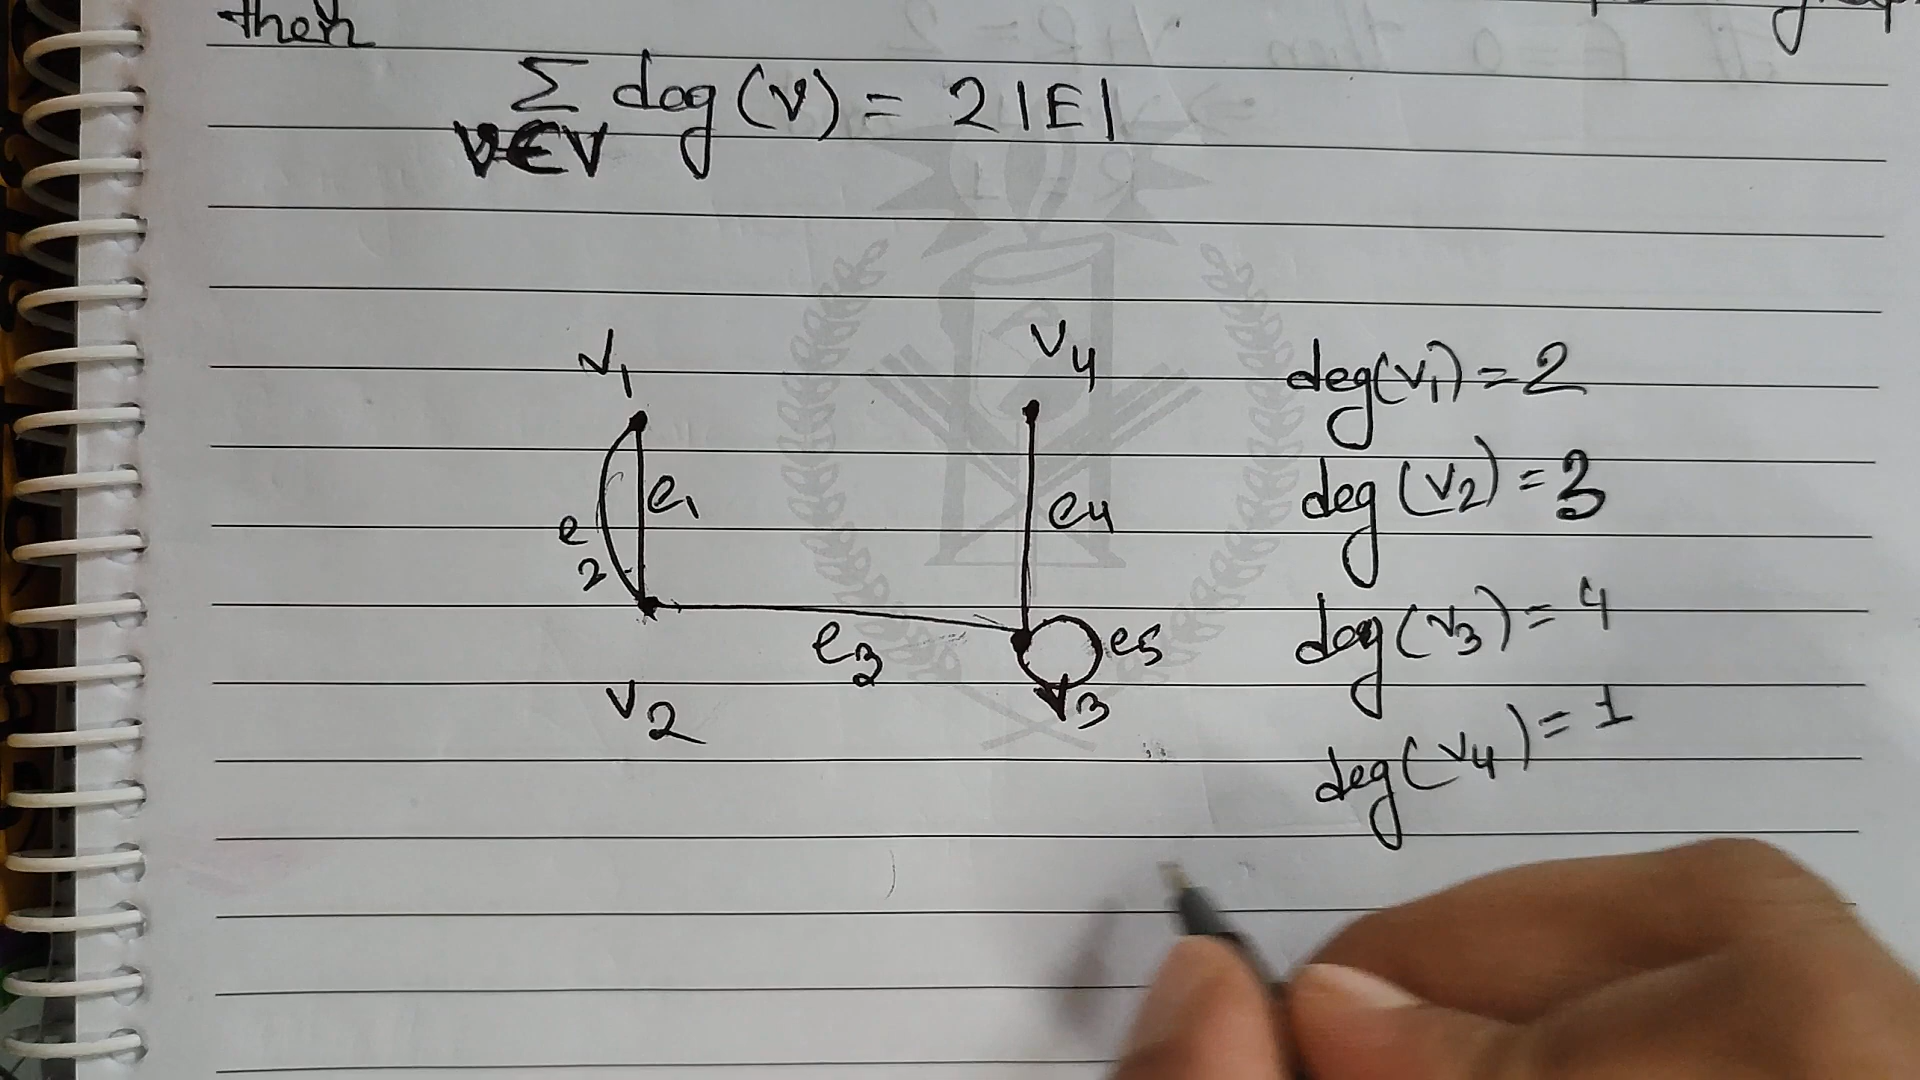 then
Σ deg(v) = 2|E|
v∈V
v1
v4
deg(v1) = 2
e1
e2
e4
deg(v2) = 3
e3
e5
deg(v3) = 4
v2
v3
deg(v4) = 1